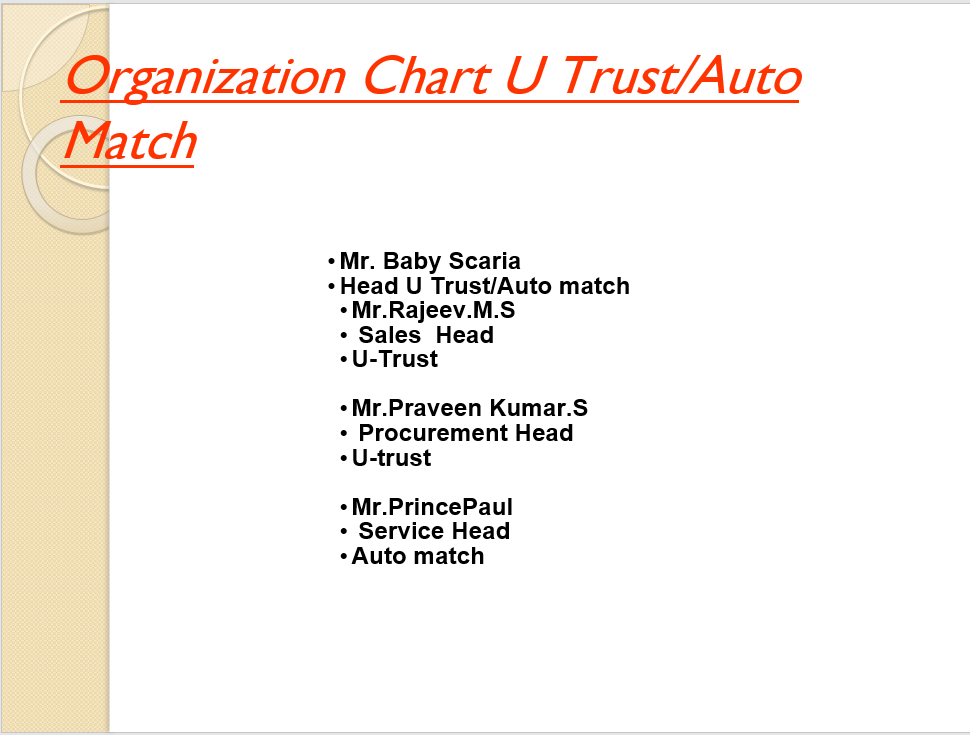 Organization Chart U Trust/Auto
Match
• Mr. Baby Scaria
• Head U Trust/Auto match
• Mr.Rajeev.M.S
• Sales  Head
• U-Trust
• Mr.Praveen Kumar.S
• Procurement Head
• U-trust
• Mr.PrincePaul
• Service Head
• Auto match